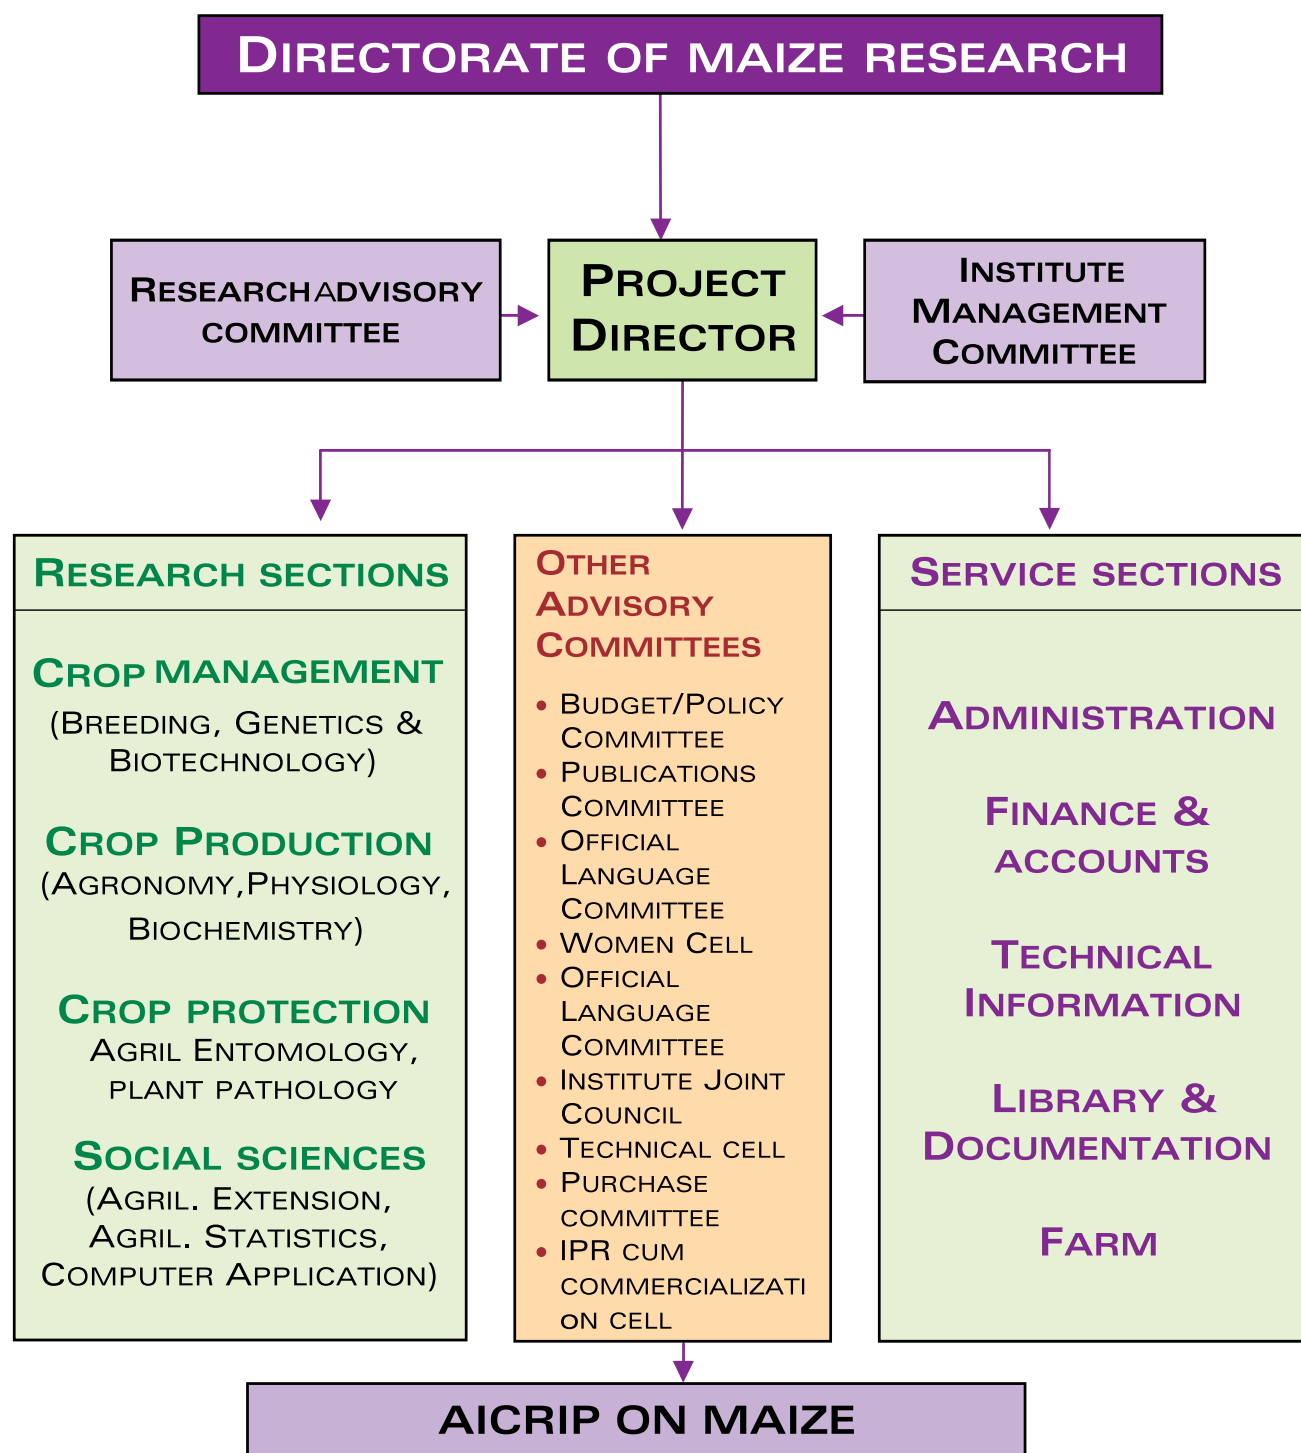 DIRECTORATE OF MAIZE RESEARCH
RESEARCH ADVISORY
COMMITTEE
PROJECT
DIRECTOR
INSTITUTE
MANAGEMENT
COMMITTEE
RESEARCH SECTIONS
CROP MANAGEMENT
(BREEDING, GENETICS &
BIOTECHNOLOGY)
CROP PRODUCTION
(AGRONOMY,PHYSIOLOGY,
BIOCHEMISTRY)
CROP PROTECTION
AGRIL ENTOMOLOGY,
PLANT PATHOLOGY
SOCIAL SCIENCES
(AGRIL. EXTENSION,
AGRIL. STATISTICS,
COMPUTER APPLICATION)
OTHER
ADVISORY
COMMITTEES
• BUDGET/POLICY
COMMITTEE
• PUBLICATIONS
COMMITTEE
• OFFICIAL
LANGUAGE
COMMITTEE
• WOMEN CELL
• OFFICIAL
LANGUAGE
COMMITTEE
• INSTITUTE JOINT
COUNCIL
• TECHNICAL CELL
• PURCHASE
COMMITTEE
• IPR CUM
COMMERCIALIZATI
ON CELL
SERVICE SECTIONS
ADMINISTRATION
FINANCE &
ACCOUNTS
TECHNICAL
INFORMATION
LIBRARY &
DOCUMENTATION
FARM
AICRIP ON MAIZE